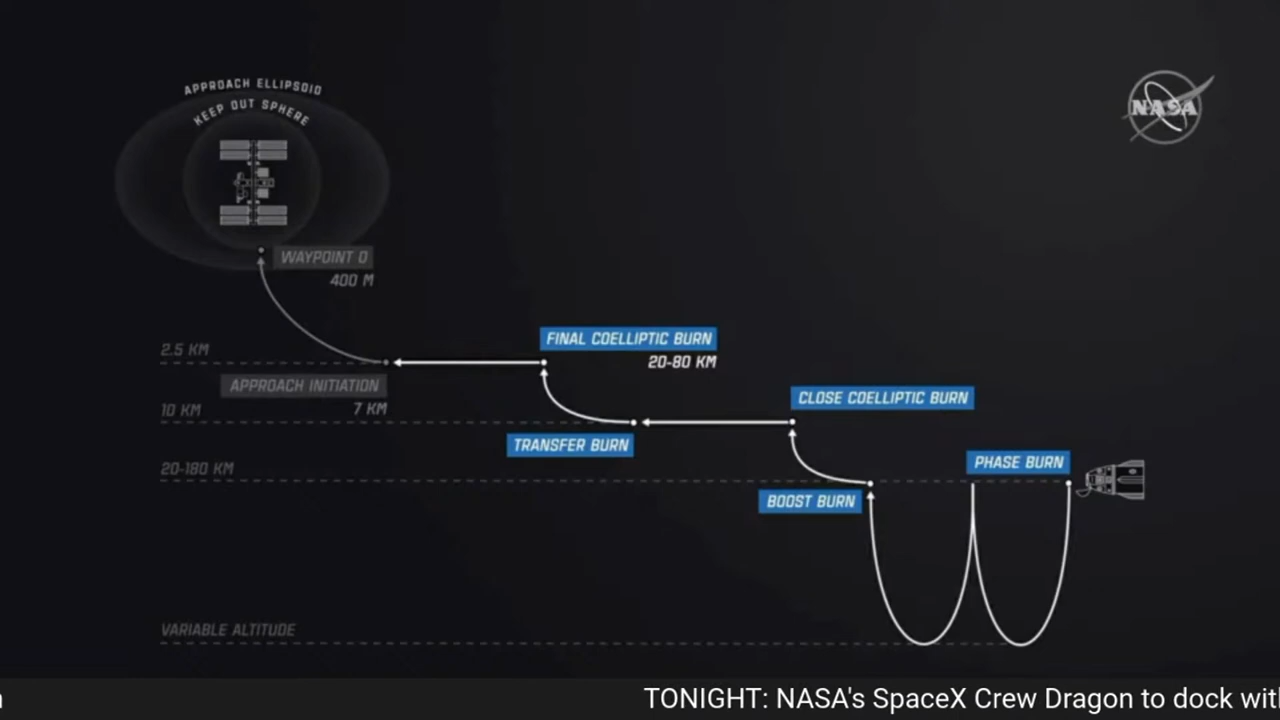 APPROACH ELLIPSOID
KEEP OUT SPHERE
NASA
WAYPOINT 0
400 M
FINAL COELLIPTIC BURN
20-80 KM
2.5 KM
APPROACH INITIATION
7 KM
CLOSE COELLIPTIC BURN
10 KM
TRANSFER BURN
PHASE BURN
20-180 KM
BOOST BURN
VARIABLE ALTITUDE
TONIGHT: NASA's SpaceX Crew Dragon to dock wit